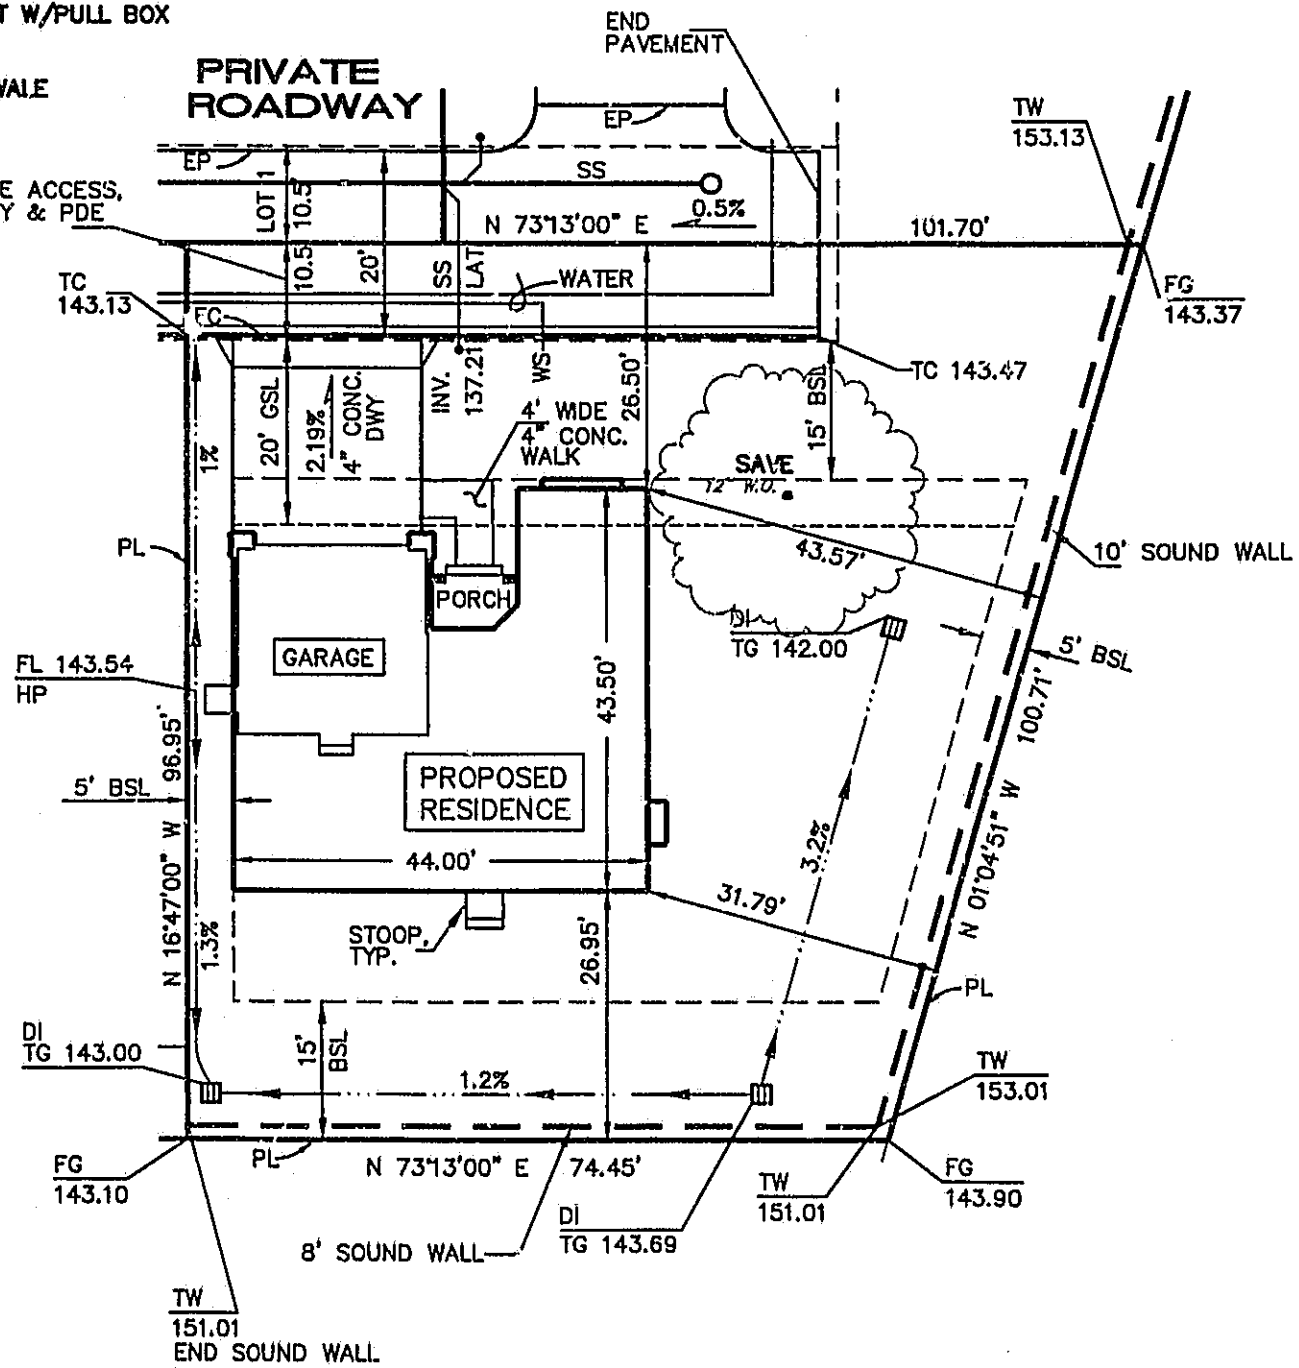 T W/PULL BOX
WALE
PRIVATE
ROADWAY
END
PAVEMENT
EP
EP
SS
TW
153.13
E ACCESS,
Y & PDE
LOT 1
10.5
10.5
20'
SS
LAT
N 73°13'00" E
0.5%
101.70'
WATER
TC
143.13
FC
FG
143.37
TC 143.47
INV.
137.21
WS
26.50'
15' BSL
1%
20' GSL
2.19%
4" CONC.
DWY
4' WIDE
4" CONC.
WALK
SAVE
12" W.O.
PL
43.57'
10' SOUND WALL
PORCH
GARAGE
DI
TG 142.00
5' BSL
FL 143.54
HP
43.50'
100.71'
N 01°04'51" W
N 16°47'00" W 96.95'
5' BSL
PROPOSED
RESIDENCE
44.00'
3.2%
31.79'
1.3%
STOOP,
TYP.
26.95'
PL
DI
TG 143.00
15'
BSL
1.2%
TW
153.01
FG
143.10
PL
N 73°13'00" E 74.45'
TW
151.01
FG
143.90
DI
TG 143.69
8' SOUND WALL
TW
151.01
END SOUND WALL